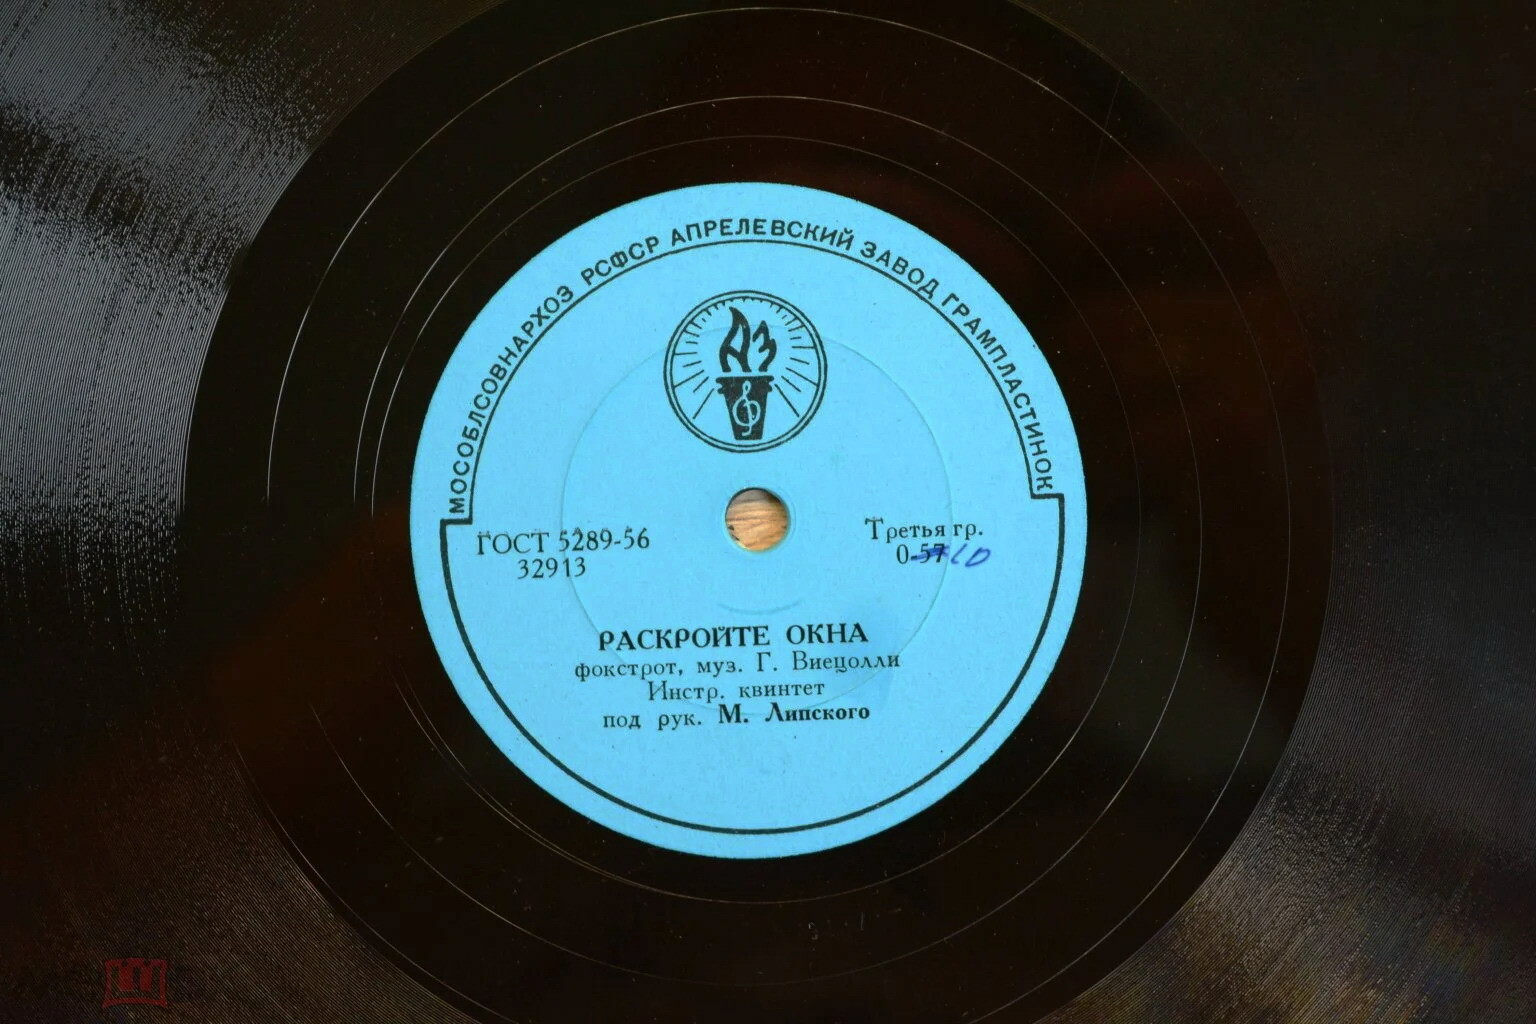 МОСОБЛСОВНАРХОЗ РСФСР АПРЕЛЕВСКИЙ ЗАВОД ГРАМПЛАСТИНОК
АЗ
ГОСТ 5289-56
32913
Третья гр.
0-57
РАСКРОЙТЕ ОКНА
фокстрот, муз. Г. Виецолли
Инстр. квинтет
под рук. М. Липского